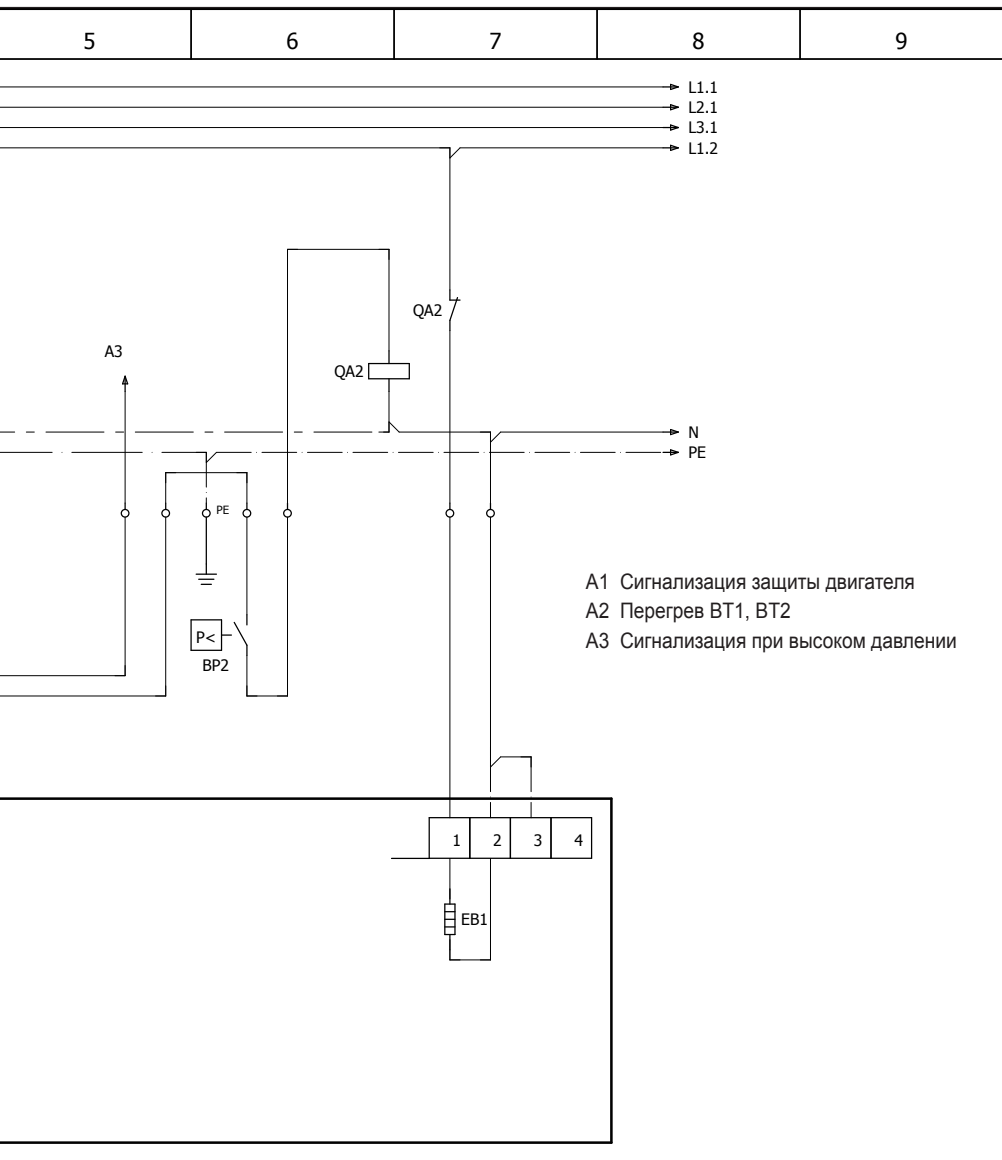 5 6 7 8 9
L1.1
L2.1
L3.1
L1.2
QA2
A3
QA2
N
PE
PE
A1 Сигнализация защиты двигателя
A2 Перегрев BT1, BT2
A3 Сигнализация при высоком давлении
P<
BP2
1 2 3 4
EB1